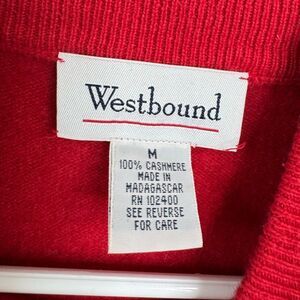 Westbound
M
100% CASHMERE
MADE IN
MADAGASCAR
RN 102400
SEE REVERSE
FOR CARE